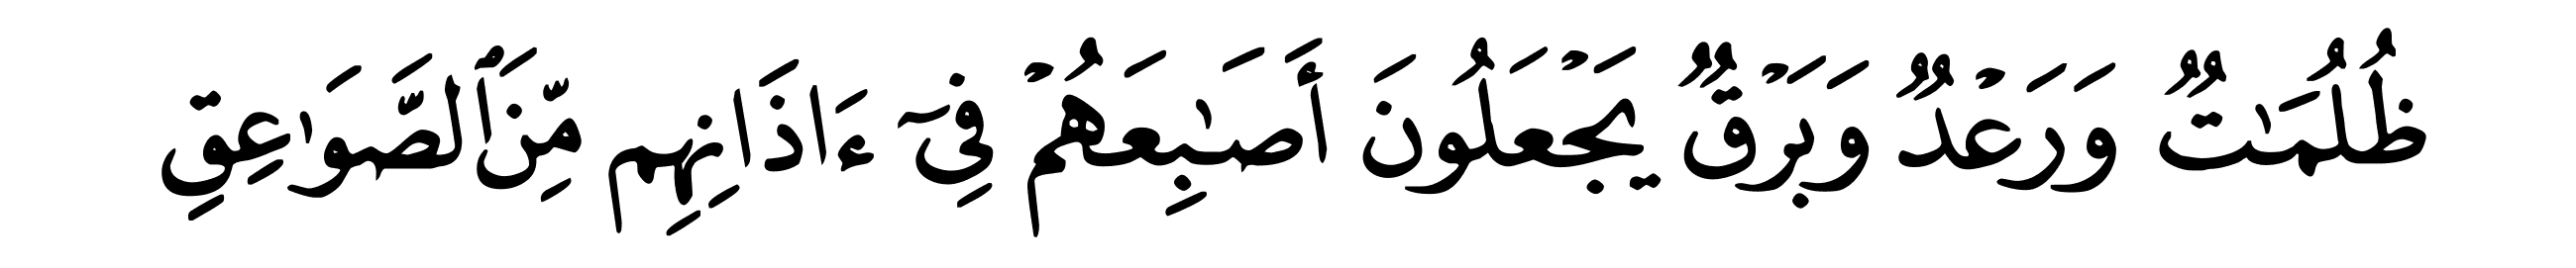 ظُلُمَٰتٌ وَرَعْدٌ وَبَرْقٌ يَجْعَلُونَ أَصَٰبِعَهُمْ فِىٓ ءَاذَانِهِم مِّنَ ٱلصَّوَٰعِقِ